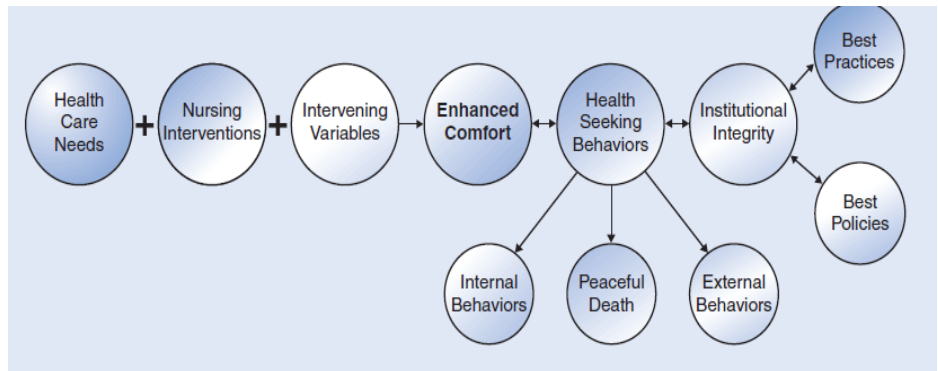 Health
Care
Needs
+
Nursing
Interventions
+
Intervening
Variables
Enhanced
Comfort
Health
Seeking
Behaviors
Institutional
Integrity
Best
Practices
Best
Policies
Internal
Behaviors
Peaceful
Death
External
Behaviors